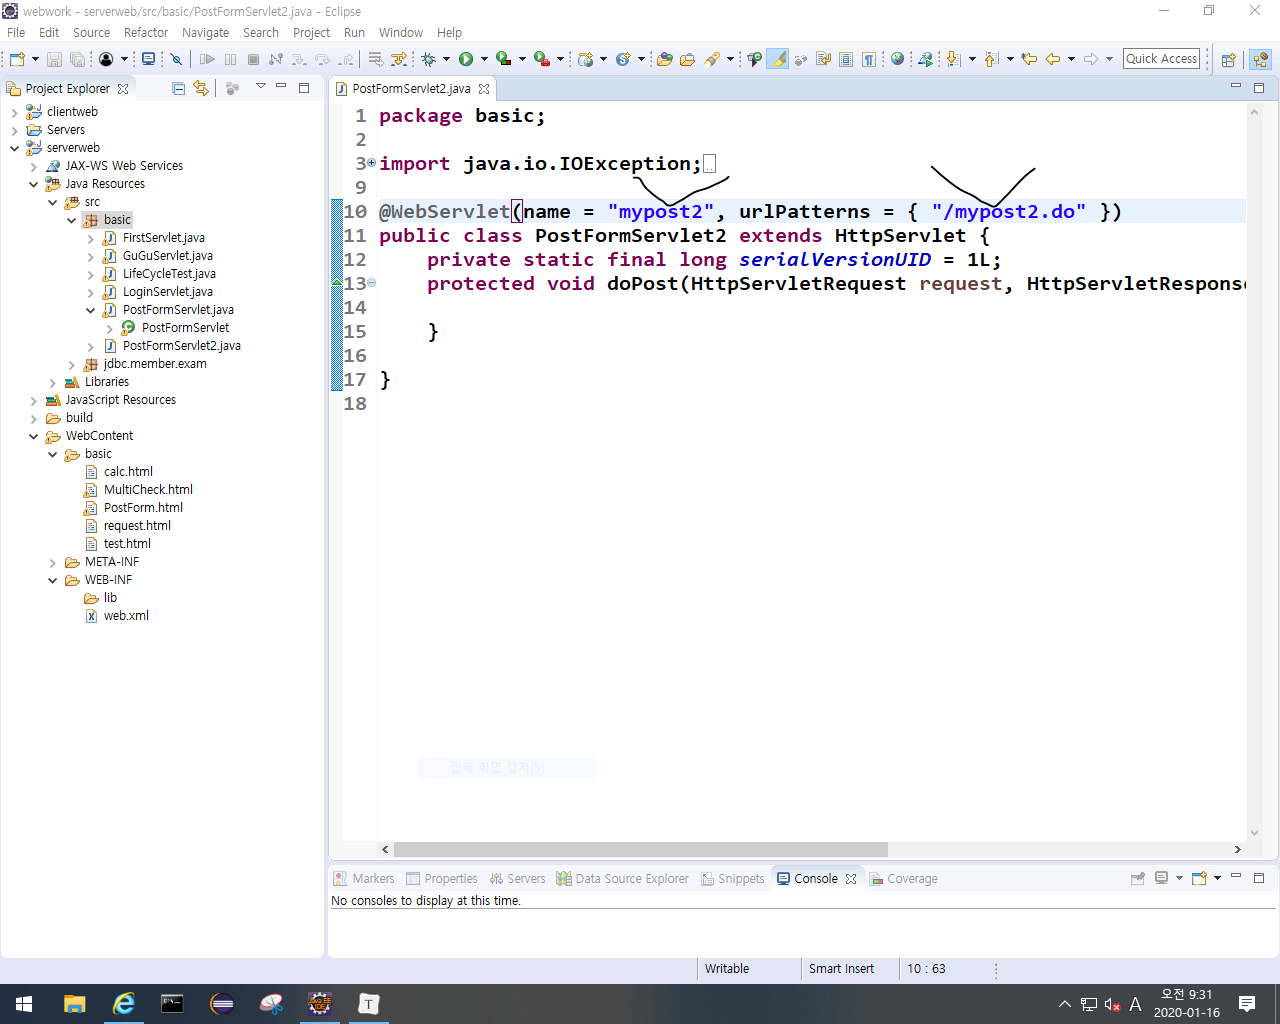 webwork - serverweb/src/basic/PostFormServlet2.java - Eclipse
File Edit Source Refactor Navigate Search Project Run Window Help
Quick Access
Project Explorer
clientweb
Servers
serverweb
JAX-WS Web Services
Java Resources
src
basic
FirstServlet.java
GuGuServlet.java
LifeCycleTest.java
LoginServlet.java
PostFormServlet.java
PostFormServlet
PostFormServlet2.java
jdbc.member.exam
Libraries
JavaScript Resources
build
WebContent
basic
calc.html
MultiCheck.html
PostForm.html
request.html
test.html
META-INF
WEB-INF
lib
web.xml
PostFormServlet2.java
1 package basic;
2
3 import java.io.IOException;
9
10 @WebServlet(name = "mypost2", urlPatterns = { "/mypost2.do" })
11 public class PostFormServlet2 extends HttpServlet {
12 private static final long serialVersionUID = 1L;
13 protected void doPost(HttpServletRequest request, HttpServletResponse
14
15 }
16
17 }
18
전체 화면 캡처(S)
Markers Properties Servers Data Source Explorer Snippets Console Coverage
No consoles to display at this time.
Writable Smart Insert 10 : 63
Java EE IDE
T
A
오전 9:31
2020-01-16